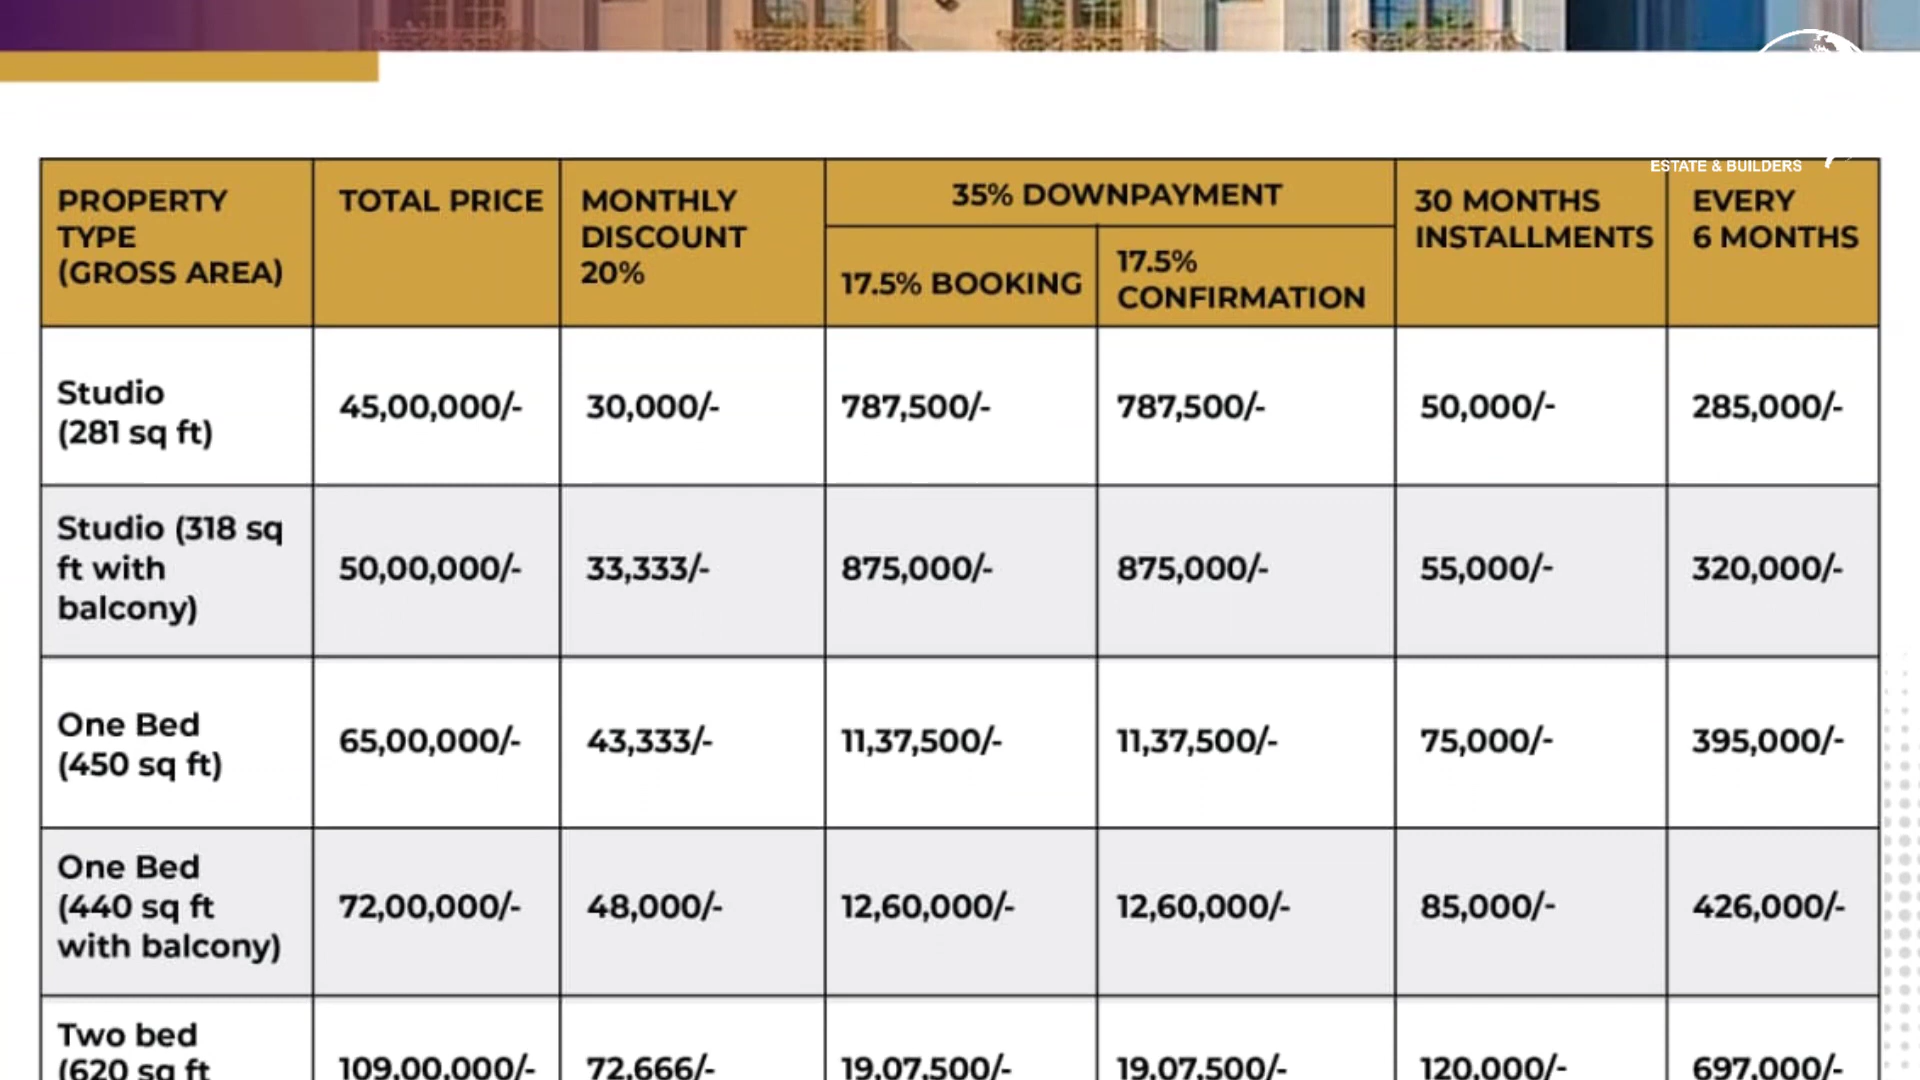 ESTATE & BUILDERS
PROPERTY
TYPE
(GROSS AREA)
TOTAL PRICE
MONTHLY
DISCOUNT
20%
35% DOWNPAYMENT
17.5% BOOKING
17.5%
CONFIRMATION
30 MONTHS
INSTALLMENTS
EVERY
6 MONTHS
Studio
(281 sq ft)
45,00,000/-
30,000/-
787,500/-
787,500/-
50,000/-
285,000/-
Studio (318 sq
ft with
balcony)
50,00,000/-
33,333/-
875,000/-
875,000/-
55,000/-
320,000/-
One Bed
(450 sq ft)
65,00,000/-
43,333/-
11,37,500/-
11,37,500/-
75,000/-
395,000/-
One Bed
(440 sq ft
with balcony)
72,00,000/-
48,000/-
12,60,000/-
12,60,000/-
85,000/-
426,000/-
Two bed
(620 sq ft
109,00,000/-
72,666/-
19,07,500/-
19,07,500/-
120,000/-
697,000/-